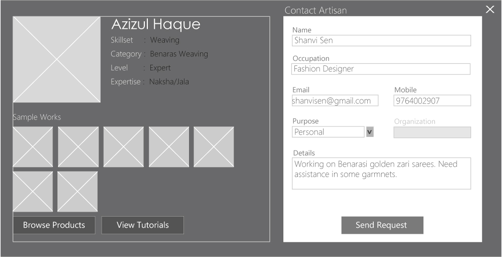 Contact Artisan
Azizul Haque
Skillset : Weaving
Category : Benaras Weaving
Level : Expert
Expertise : Naksha/Jala
Sample Works
Browse Products
View Tutorials
Name
Shanvi Sen
Occupation
Fashion Designer
Email
shanvisen@gmail.com
Mobile
9764002907
Purpose
Personal
Organization
Details
Working on Benarasi golden zari sarees. Need
assistance in some garmnets.
Send Request